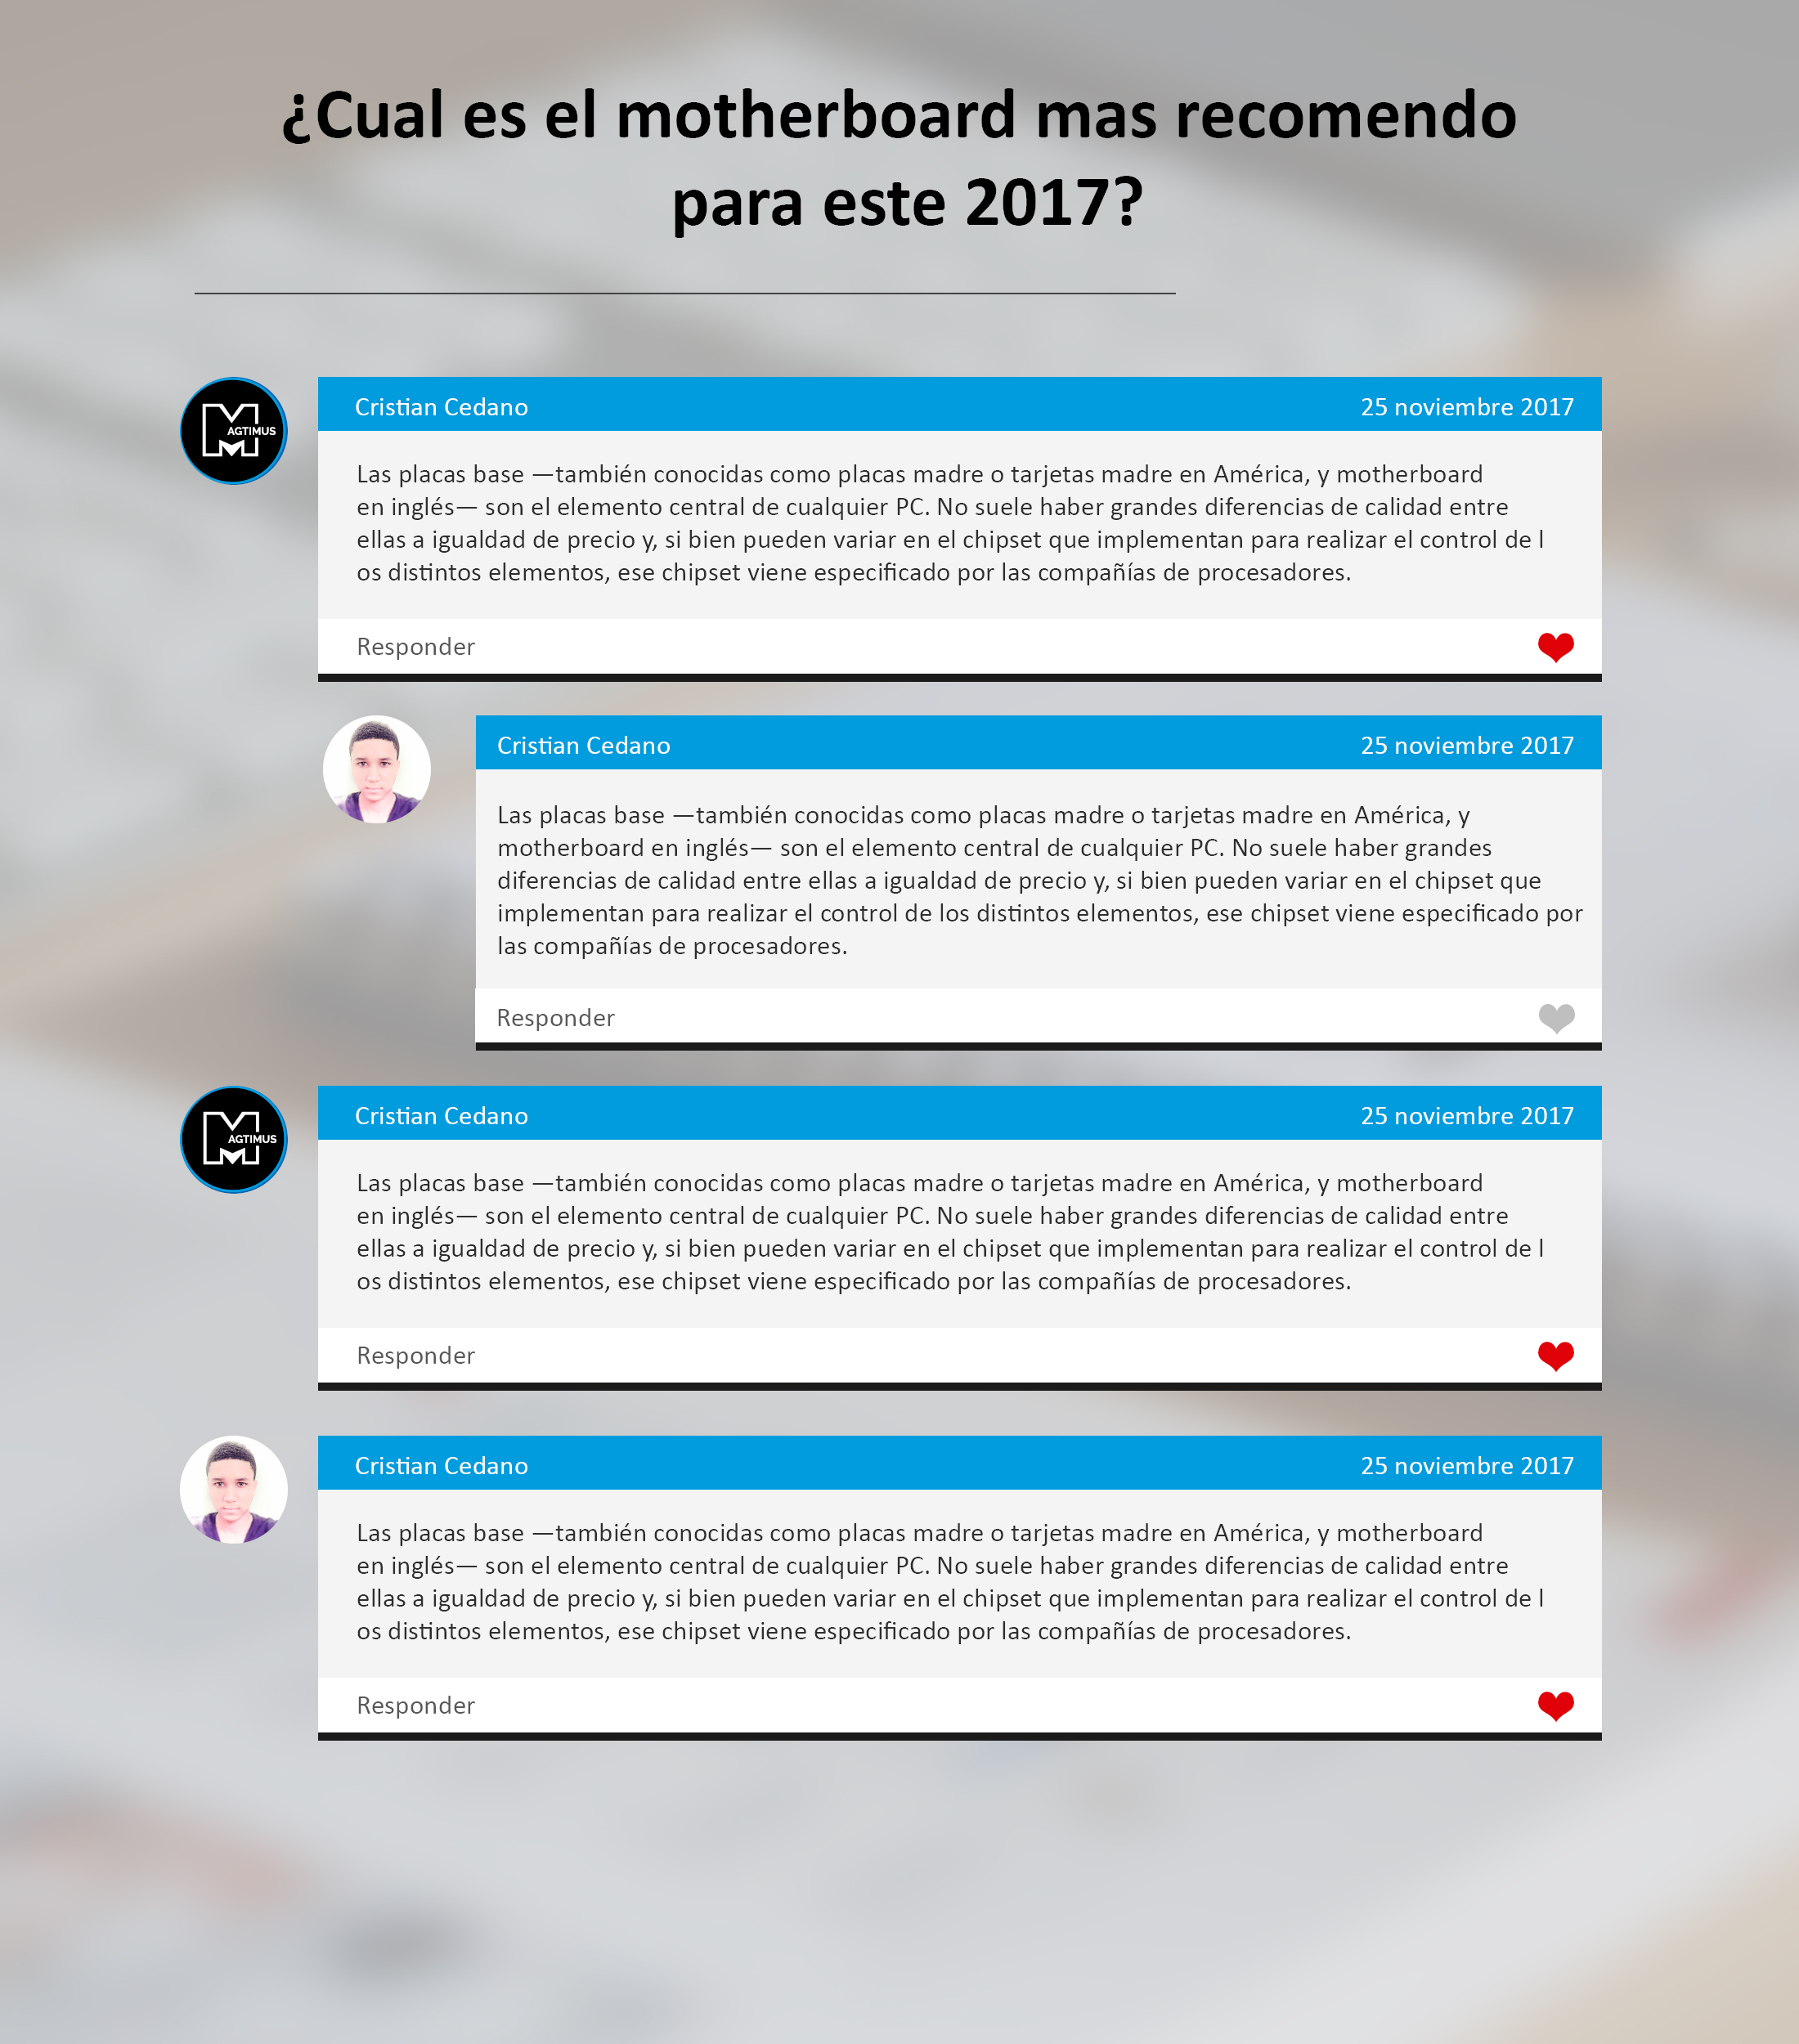 ¿Cual es el motherboard mas recomendo
para este 2017?
MAGTIMUS
Cristian Cedano 25 noviembre 2017
Las placas base —también conocidas como placas madre o tarjetas madre en América, y motherboard
en inglés— son el elemento central de cualquier PC. No suele haber grandes diferencias de calidad entre
ellas a igualdad de precio y, si bien pueden variar en el chipset que implementan para realizar el control de l
os distintos elementos, ese chipset viene especificado por las compañías de procesadores.
Responder
Cristian Cedano 25 noviembre 2017
Las placas base —también conocidas como placas madre o tarjetas madre en América, y
motherboard en inglés— son el elemento central de cualquier PC. No suele haber grandes
diferencias de calidad entre ellas a igualdad de precio y, si bien pueden variar en el chipset que
implementan para realizar el control de los distintos elementos, ese chipset viene especificado por
las compañías de procesadores.
Responder
MAGTIMUS
Cristian Cedano 25 noviembre 2017
Las placas base —también conocidas como placas madre o tarjetas madre en América, y motherboard
en inglés— son el elemento central de cualquier PC. No suele haber grandes diferencias de calidad entre
ellas a igualdad de precio y, si bien pueden variar en el chipset que implementan para realizar el control de l
os distintos elementos, ese chipset viene especificado por las compañías de procesadores.
Responder
Cristian Cedano 25 noviembre 2017
Las placas base —también conocidas como placas madre o tarjetas madre en América, y motherboard
en inglés— son el elemento central de cualquier PC. No suele haber grandes diferencias de calidad entre
ellas a igualdad de precio y, si bien pueden variar en el chipset que implementan para realizar el control de l
os distintos elementos, ese chipset viene especificado por las compañías de procesadores.
Responder